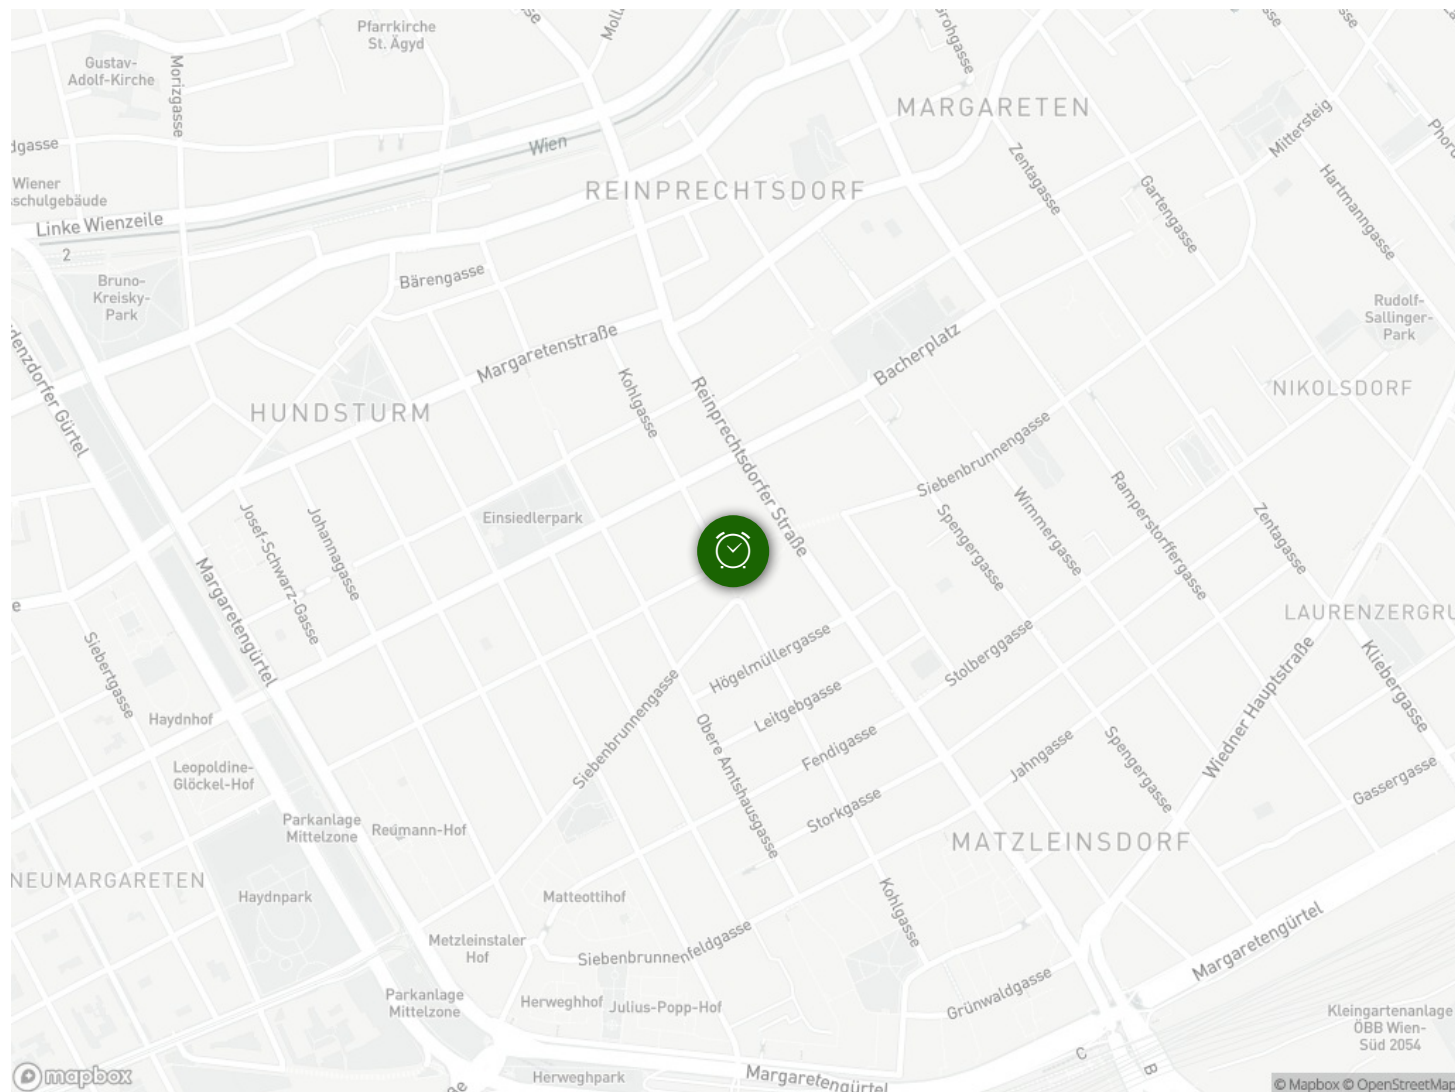 Pfarrkirche
St. Ägyd
Gustav-
Adolf-Kirche
Morizgasse
MARGARETEN
Mittersteig
Wien
REINPRECHTSDORF
Zentagasse
Gartengasse
Hartmanngasse
Wiener
Linke Wienzeile
2
Bruno-
Kreisky-
Park
Bärengasse
Rudolf-
Sallinger-
Park
Margaretenstraße
Bacherplatz
Kohlgasse
Reinprechtsdorfer Straße
NIKOLSDORF
HUNDSTURM
Siebenbrunnengasse
Einsiedlerpark
Josef-Schwarz-Gasse
Johannagasse
Spengergasse
Wimmergasse
Ramperstorffergasse
Zentagasse
Margaretengürtel
LAURENZERGRU
Siebertgasse
Högelmüllergasse
Stolberggasse
Kliebergasse
Wiedner Hauptstraße
Haydnhof
Leitgebgasse
Siebenbrunnengasse
Obere Amtshausgasse
Fendigasse
Jahngasse
Spengergasse
Leopoldine-
Glöckel-Hof
Gassergasse
Storkgasse
Parkanlage
Mittelzone
Reumann-Hof
MATZLEINSDORF
NEUMARGARETEN
Haydnpark
Matteottihof
Kohlgasse
Metzleinstaler
Hof
Siebenbrunnenfeldgasse
Margaretengürtel
Parkanlage
Mittelzone
Herweghhof
Julius-Popp-Hof
Grünwaldgasse
Kleingartenanlage
ÖBB Wien-
Süd 2054
C
B
Herweghpark
Margaretengürtel
mapbox
© Mapbox © OpenStreetMap